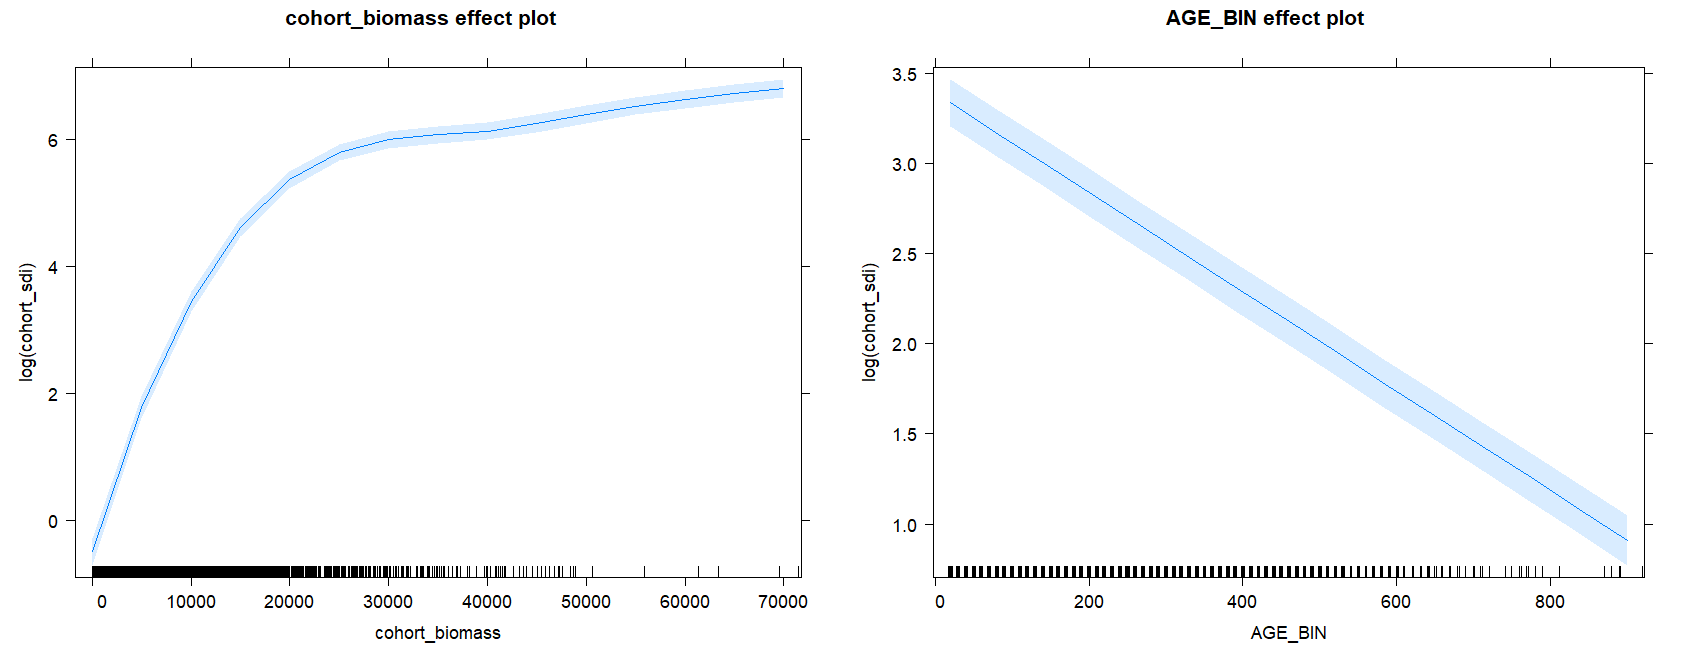 cohort_biomass effect plot
log(cohort_sdi)
6
4
2
0
0 10000 20000 30000 40000 50000 60000 70000
cohort_biomass
AGE_BIN effect plot
log(cohort_sdi)
3.5
3.0
2.5
2.0
1.5
1.0
0 200 400 600 800
AGE_BIN